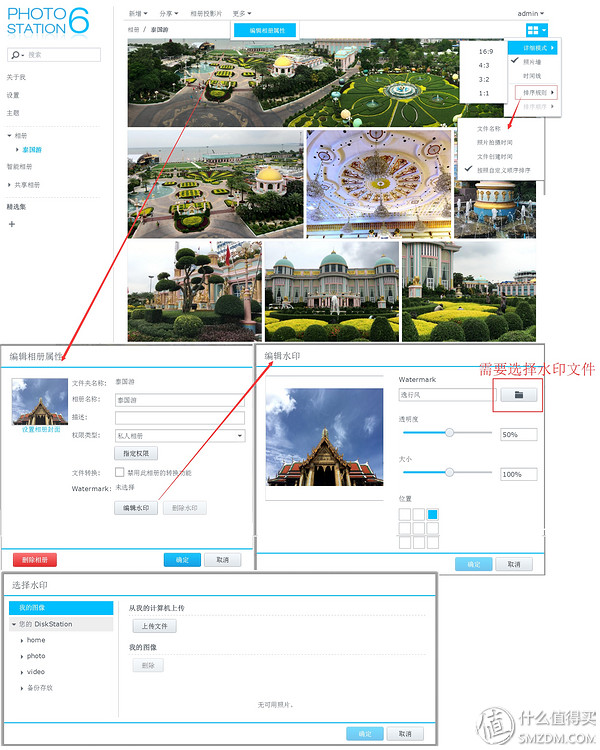 PHOTO
STATION 6
搜索
关于我
设置
主题
相册
泰国游
智能相册
共享相册
精选集
+
新增 分享 相册投影片 更多 admin
相册 / 泰国游
编辑相册属性
16:9
4:3
3:2
1:1
详细模式
照片墙
时间线
排序规则
排序顺序
文件名称
照片拍摄时间
文件创建时间
按照自定义顺序排序
编辑相册属性
设置相册封面
文件夹名称: 泰国游
相册名称: 泰国游
描述:
权限类型: 私人相册
指定权限
文件转换: 禁用此相册的转换功能
Watermark: 未选择
编辑水印 删除水印
删除相册 确定 取消
编辑水印
需要选择水印文件
Watermark
逸行风
透明度
50%
大小
100%
位置
确定 取消
选择水印
我的图像
您的 DiskStation
home
photo
video
备份存放
从我的计算机上传
上传文件
我的图像
删除
无可用照片。
确定 取消
值 什么值得买
SMZDM.COM